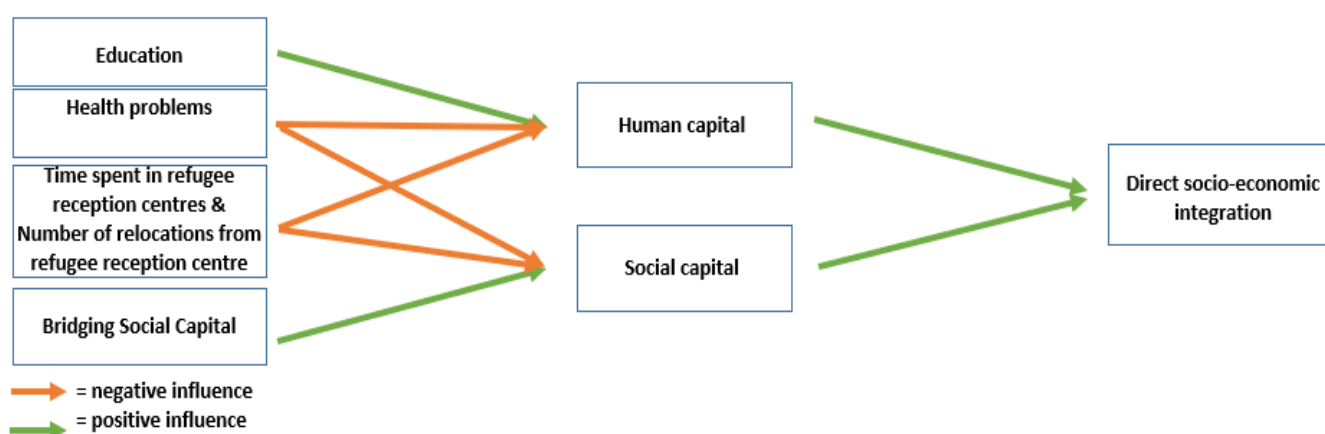 Education
Health problems
Time spent in refugee
reception centres &
Number of relocations from
refugee reception centre
Bridging Social Capital
Human capital
Social capital
Direct socio-economic
integration
= negative influence
= positive influence